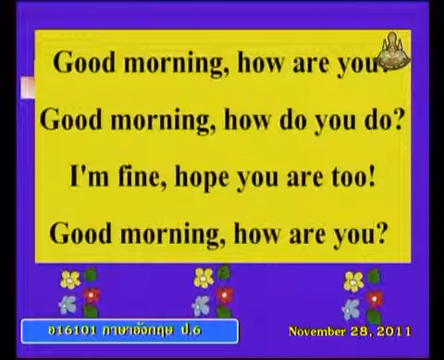 Good morning, how are you?
Good morning, how do you do?
I'm fine, hope you are too!
Good morning, how are you?
อ16101 ภาษาอังกฤษ ป.6
November 28, 2011